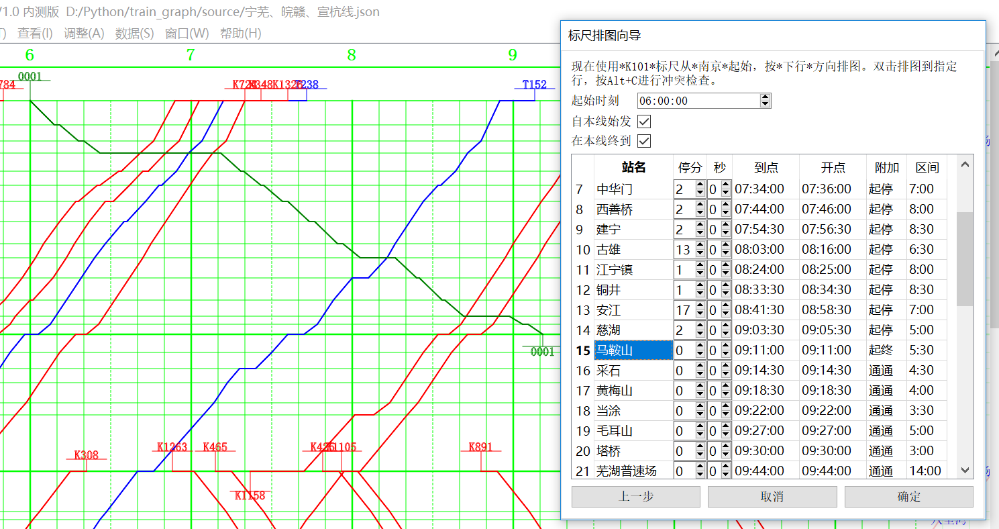 V1.0 内测版 D:/Python/train_graph/source/宁芜、皖赣、宣杭线.json
查看(I) 调整(A) 数据(S) 窗口(W) 帮助(H)
6 7 8 9
0001
784 K348 K1328 T238 T152
K308 K1263 K465 K425 K1105 K891
K1158
0001
标尺排图向导
现在使用*K101*标尺从*南京*起始，按*下行*方向排图。双击排图到指定
行，按Alt+C进行冲突检查。
起始时刻 06:00:00
自本线始发
在本线终到
站名 停分 秒 到点 开点 附加 区间
7 中华门 2 0 07:34:00 07:36:00 起停 7:00
8 西善桥 2 0 07:44:00 07:46:00 起停 8:00
9 建宁 2 0 07:54:30 07:56:30 起停 8:30
10 古雄 13 0 08:03:00 08:16:00 起停 6:30
11 江宁镇 1 0 08:24:00 08:25:00 起停 8:00
12 铜井 1 0 08:33:30 08:34:30 起停 8:30
13 安江 17 0 08:41:30 08:58:30 起停 7:00
14 慈湖 2 0 09:03:30 09:05:30 起停 5:00
15 马鞍山 0 0 09:11:00 09:11:00 起终 5:30
16 采石 0 0 09:14:30 09:14:30 通通 4:30
17 黄梅山 0 0 09:18:30 09:18:30 通通 4:00
18 当涂 0 0 09:22:00 09:22:00 通通 3:30
19 毛耳山 0 0 09:27:00 09:27:00 通通 5:00
20 塔桥 0 0 09:30:00 09:30:00 通通 3:00
21 芜湖普速场 0 0 09:44:00 09:44:00 通通 14:00
上一步 取消 确定